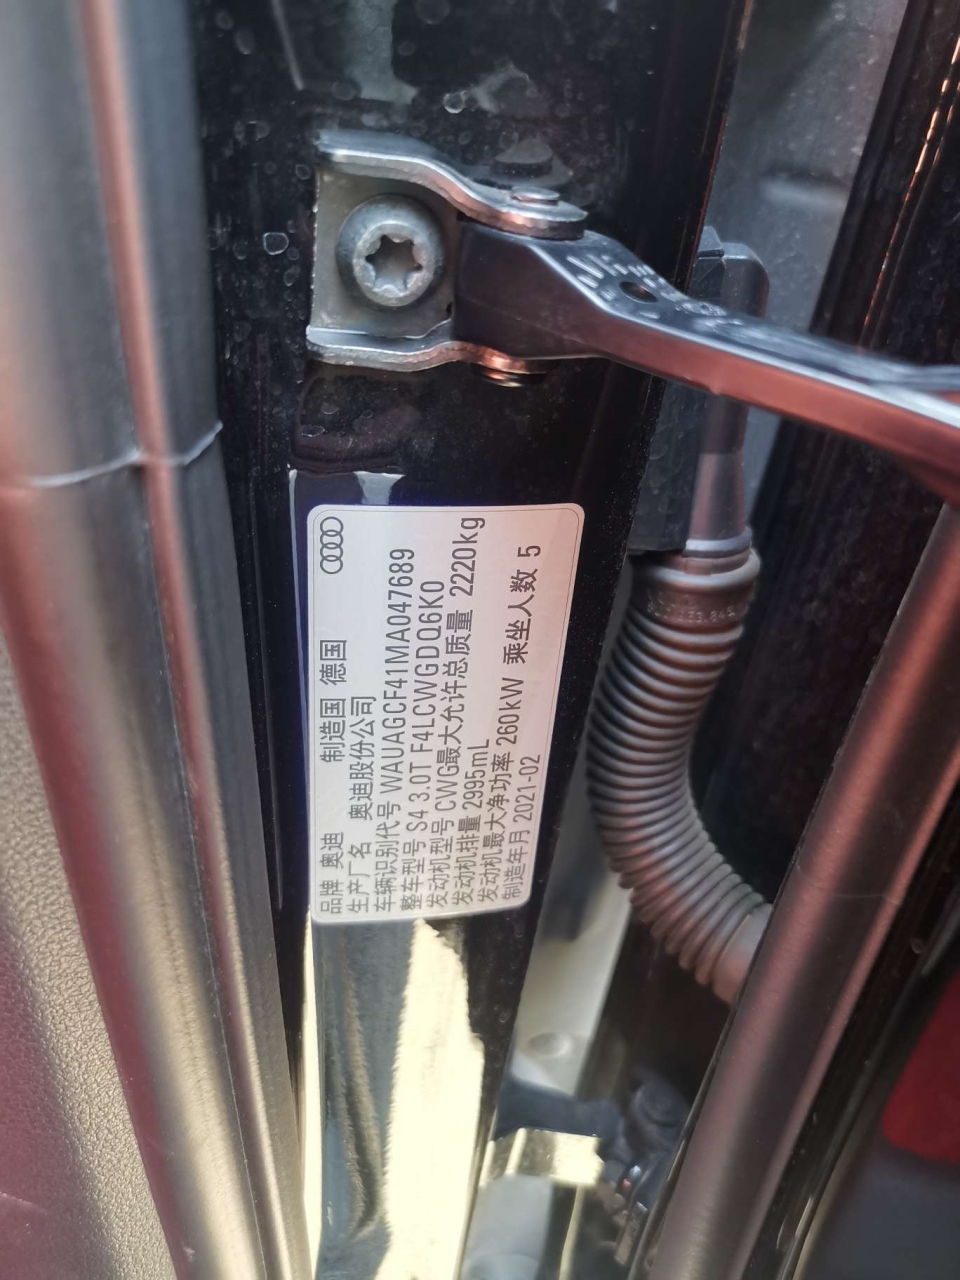 品牌 奥迪 制造国 德国
生产厂名 奥迪股份公司
车辆识别代号 WAUAGCF41MA047689
整车型号 S4 3.0T F4LCWGDQ6K0
发动机型号 CWG最大允许总质量 2220kg
发动机排量 2995mL
发动机最大净功率 260kW 乘坐人数 5
制造年月 2021-02